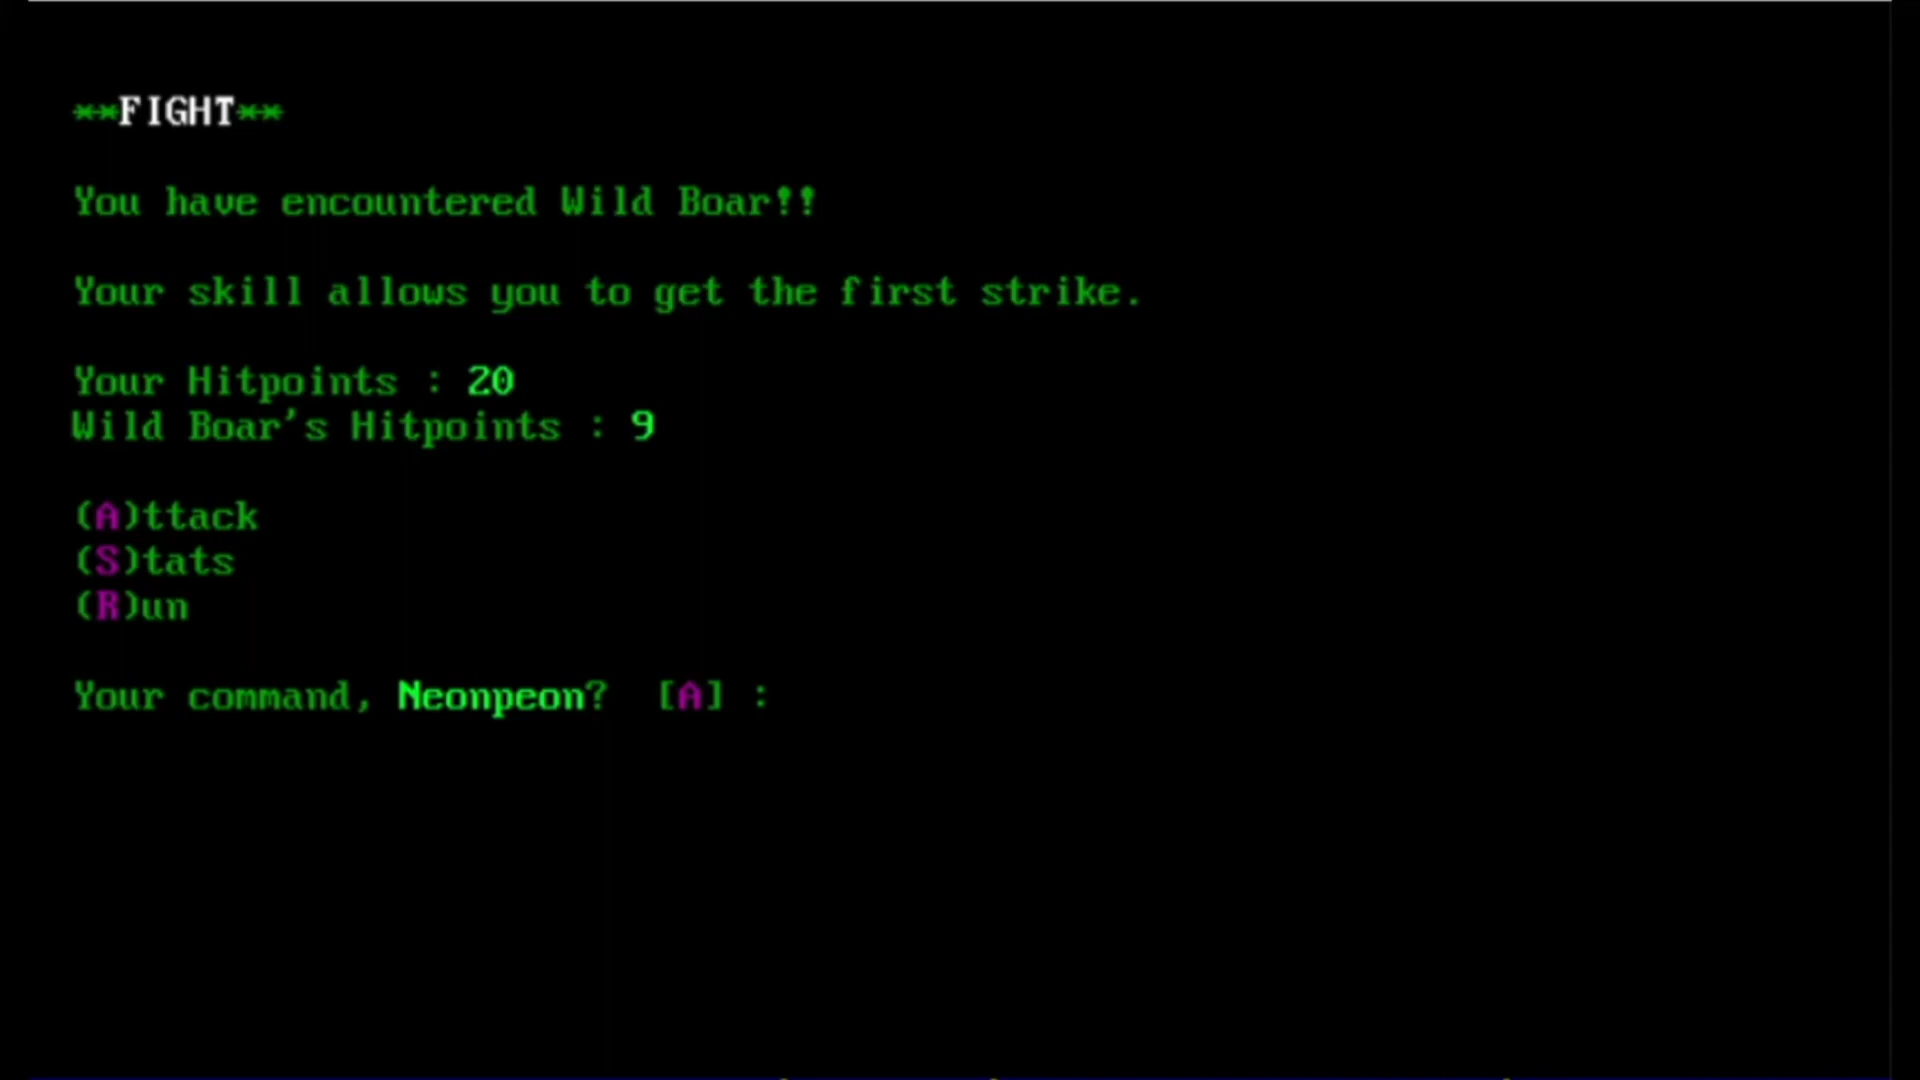 **FIGHT**
You have encountered Wild Boar!!
Your skill allows you to get the first strike.
Your Hitpoints : 20
Wild Boar's Hitpoints : 9
(A)ttack
(S)tats
(R)un
Your command, Neonpeon?  [A] :